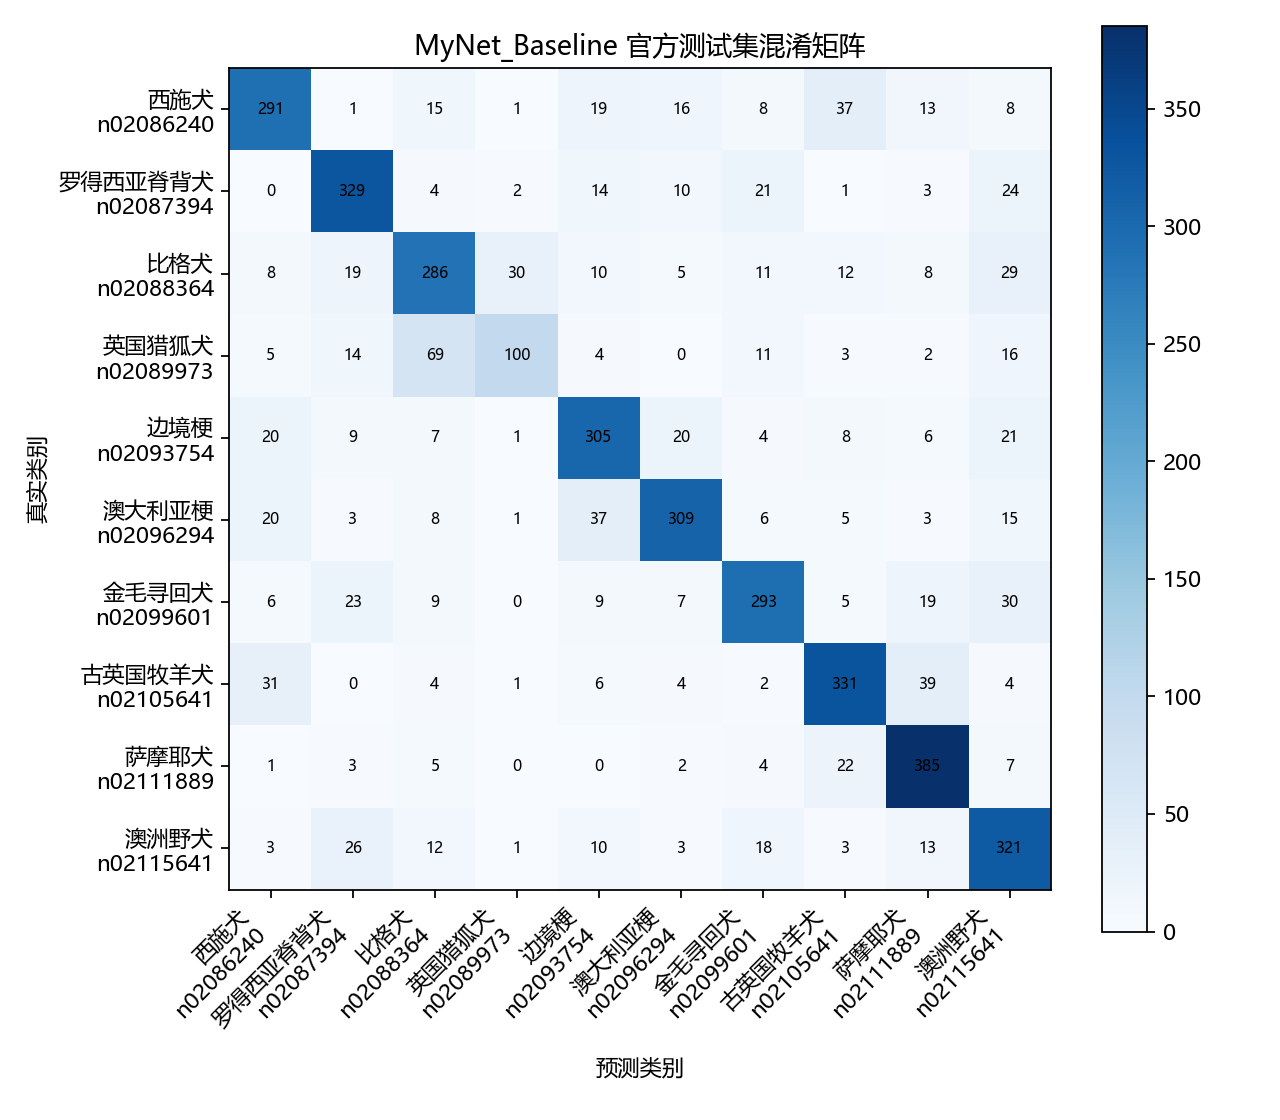 MyNet_Baseline 官方测试集混淆矩阵
西施犬
n02086240
291 1 15 1 19 16 8 37 13 8
罗得西亚脊背犬
n02087394
0 329 4 2 14 10 21 1 3 24
比格犬
n02088364
8 19 286 30 10 5 11 12 8 29
英国猎狐犬
n02089973
5 14 69 100 4 0 11 3 2 16
边境梗
n02093754
20 9 7 1 305 20 4 8 6 21
澳大利亚梗
n02096294
20 3 8 1 37 309 6 5 3 15
金毛寻回犬
n02099601
6 23 9 0 9 7 293 5 19 30
古英国牧羊犬
n02105641
31 0 4 1 6 4 2 331 39 4
萨摩耶犬
n02111889
1 3 5 0 0 2 4 22 385 7
澳洲野犬
n02115641
3 26 12 1 10 3 18 3 13 321
真实类别
西施犬
n02086240
罗得西亚脊背犬
n02087394
比格犬
n02088364
英国猎狐犬
n02089973
边境梗
n02093754
澳大利亚梗
n02096294
金毛寻回犬
n02099601
古英国牧羊犬
n02105641
萨摩耶犬
n02111889
澳洲野犬
n02115641
预测类别
350
300
250
200
150
100
50
0